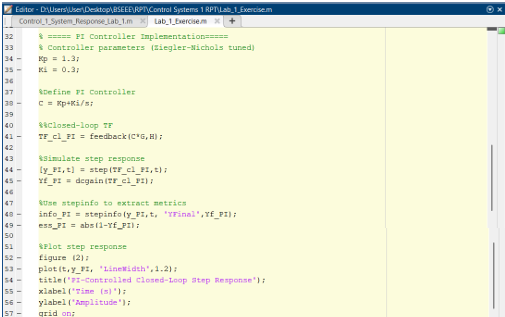 Editor - D:\Users\User\Desktop\BSEEE\RPT\Control Systems 1 RPT\Lab_1_Exercise.m
Control_1_System_Response_Lab_1.m × Lab_1_Exercise.m × +
32 % ===== PI Controller Implementation=====
33 % Controller parameters (Ziegler-Nichols tuned)
34 - Kp = 1.3;
35 - Ki = 0.3;
36
37 %Define PI Controller
38 - C = Kp+Ki/s;
39
40 %%Closed-loop TF
41 - TF_cl_PI = feedback(C*G,H);
42
43 %Simulate step response
44 - [y_PI,t] = step(TF_cl_PI,t);
45 - Yf_PI = dcgain(TF_cl_PI);
46
47 %Use stepinfo to extract metrics
48 - info_PI = stepinfo(y_PI,t, 'YFinal',Yf_PI);
49 - ess_PI = abs(1-Yf_PI);
50
51 %Plot step response
52 - figure (2);
53 - plot(t,y_PI, 'LineWidth',1.2);
54 - title('PI-Controlled Closed-Loop Step Response');
55 - xlabel('Time (s)');
56 - ylabel('Amplitude');
57 - grid on;